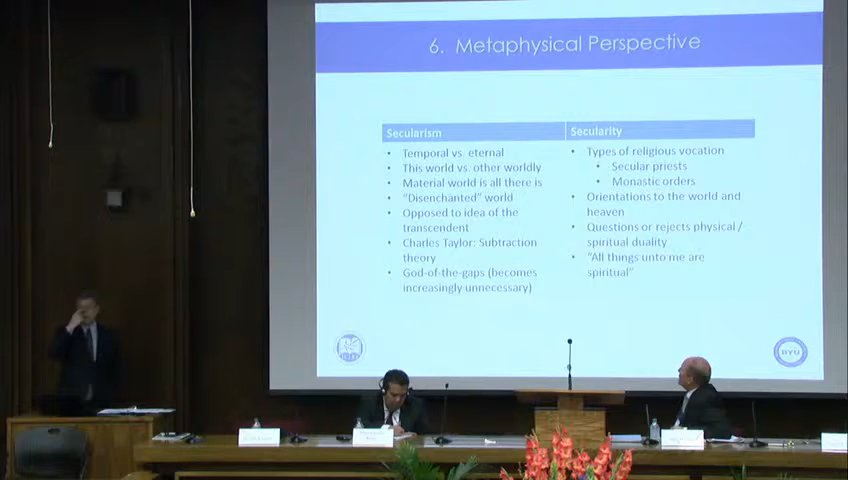 6. Metaphysical Perspective
Secularism
• Temporal vs. eternal
• This world vs. other worldly
• Material world is all there is
• "Disenchanted" world
• Opposed to idea of the
transcendent
• Charles Taylor: Subtraction
theory
• God-of-the-gaps (becomes
increasingly unnecessary)
Secularity
• Types of religious vocation
• Secular priests
• Monastic orders
• Orientations to the world and
heaven
• Questions or rejects physical /
spiritual duality
• "All things unto me are
spiritual"
BYU